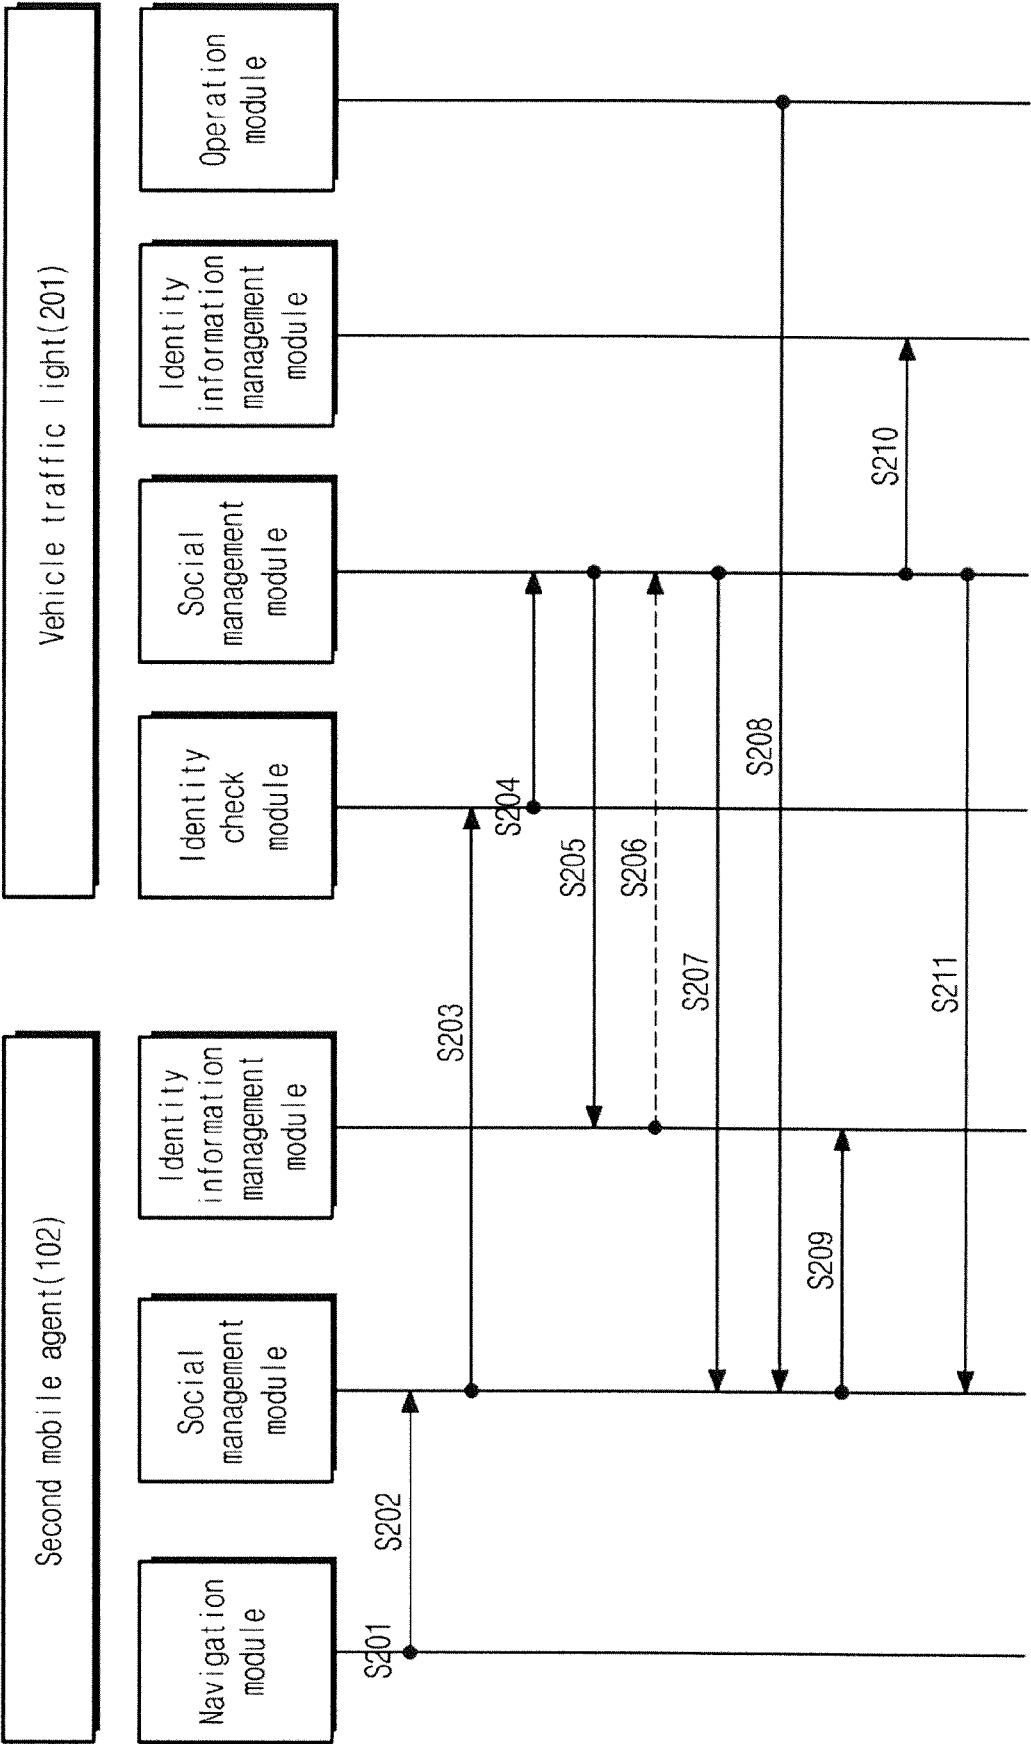 Second mobile agent(102)
Vehicle traffic light(201)
Navigation
module
Social
management
module
Identity
information
management
module
Identity
check
module
Social
management
module
Identity
information
management
module
Operation
module
S201
S202
S203
S204
S205
S206
S207
S208
S209
S210
S211